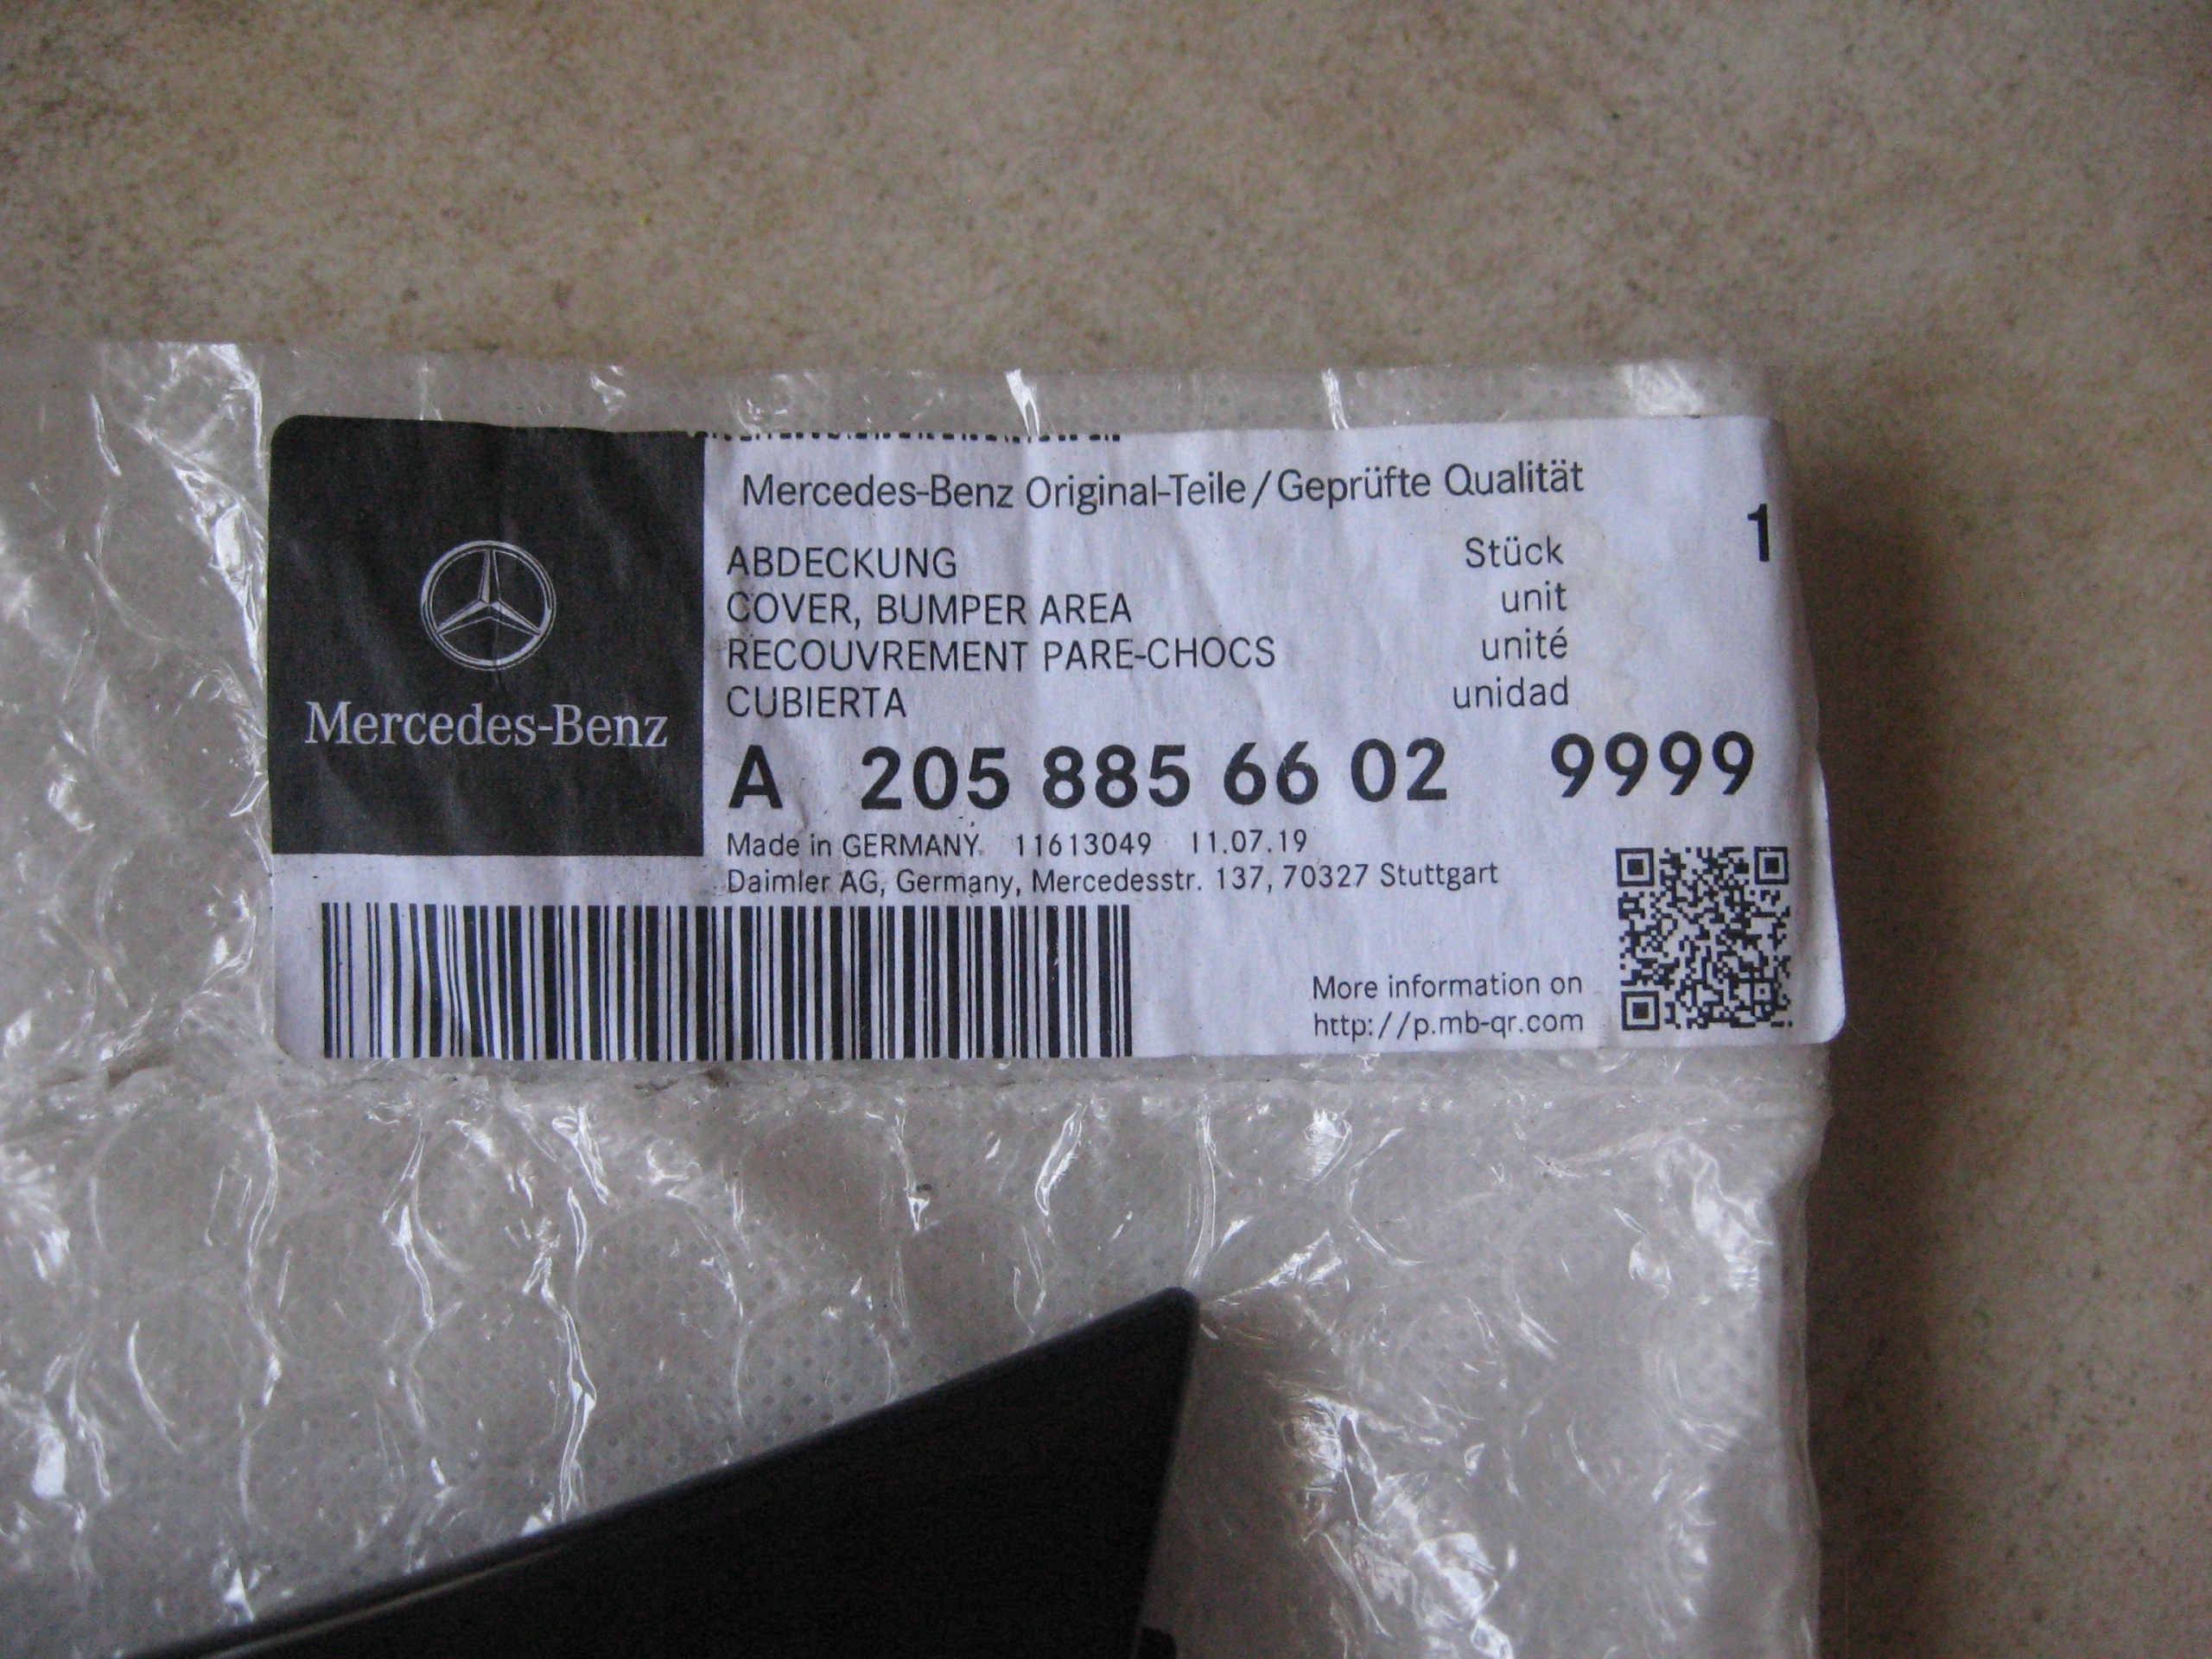 Mercedes-Benz
Mercedes-Benz Original-Teile/Geprüfte Qualität
ABDECKUNG Stück 1
COVER, BUMPER AREA unit
RECOUVREMENT PARE-CHOCS unité
CUBIERTA unidad
A 205 885 66 02 9999
Made in GERMANY 11613049 11.07.19
Daimler AG, Germany, Mercedesstr. 137, 70327 Stuttgart
More information on
http://p.mb-qr.com